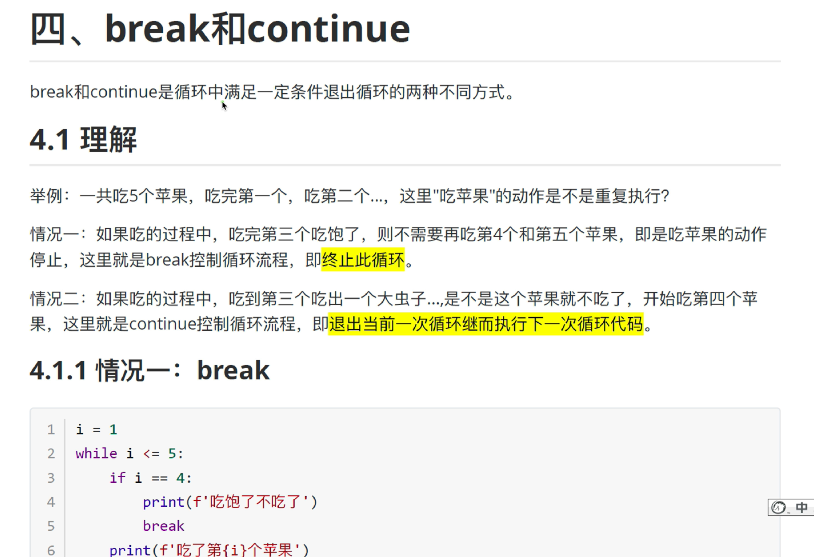 四、break和continue
break和continue是循环中满足一定条件退出循环的两种不同方式。
4.1 理解
举例：一共吃5个苹果，吃完第一个，吃第二个…，这里"吃苹果"的动作是不是重复执行？
情况一：如果吃的过程中，吃完第三个吃饱了，则不需要再吃第4个和第五个苹果，即是吃苹果的动作
停止，这里就是break控制循环流程，即终止此循环。
情况二：如果吃的过程中，吃到第三个吃出一个大虫子...,是不是这个苹果就不吃了，开始吃第四个苹
果，这里就是continue控制循环流程，即退出当前一次循环继而执行下一次循环代码。
4.1.1 情况一：break
1 i = 1
2 while i <= 5:
3     if i == 4:
4         print(f'吃饱了不吃了')
5         break
6     print(f'吃了第{i}个苹果')
中